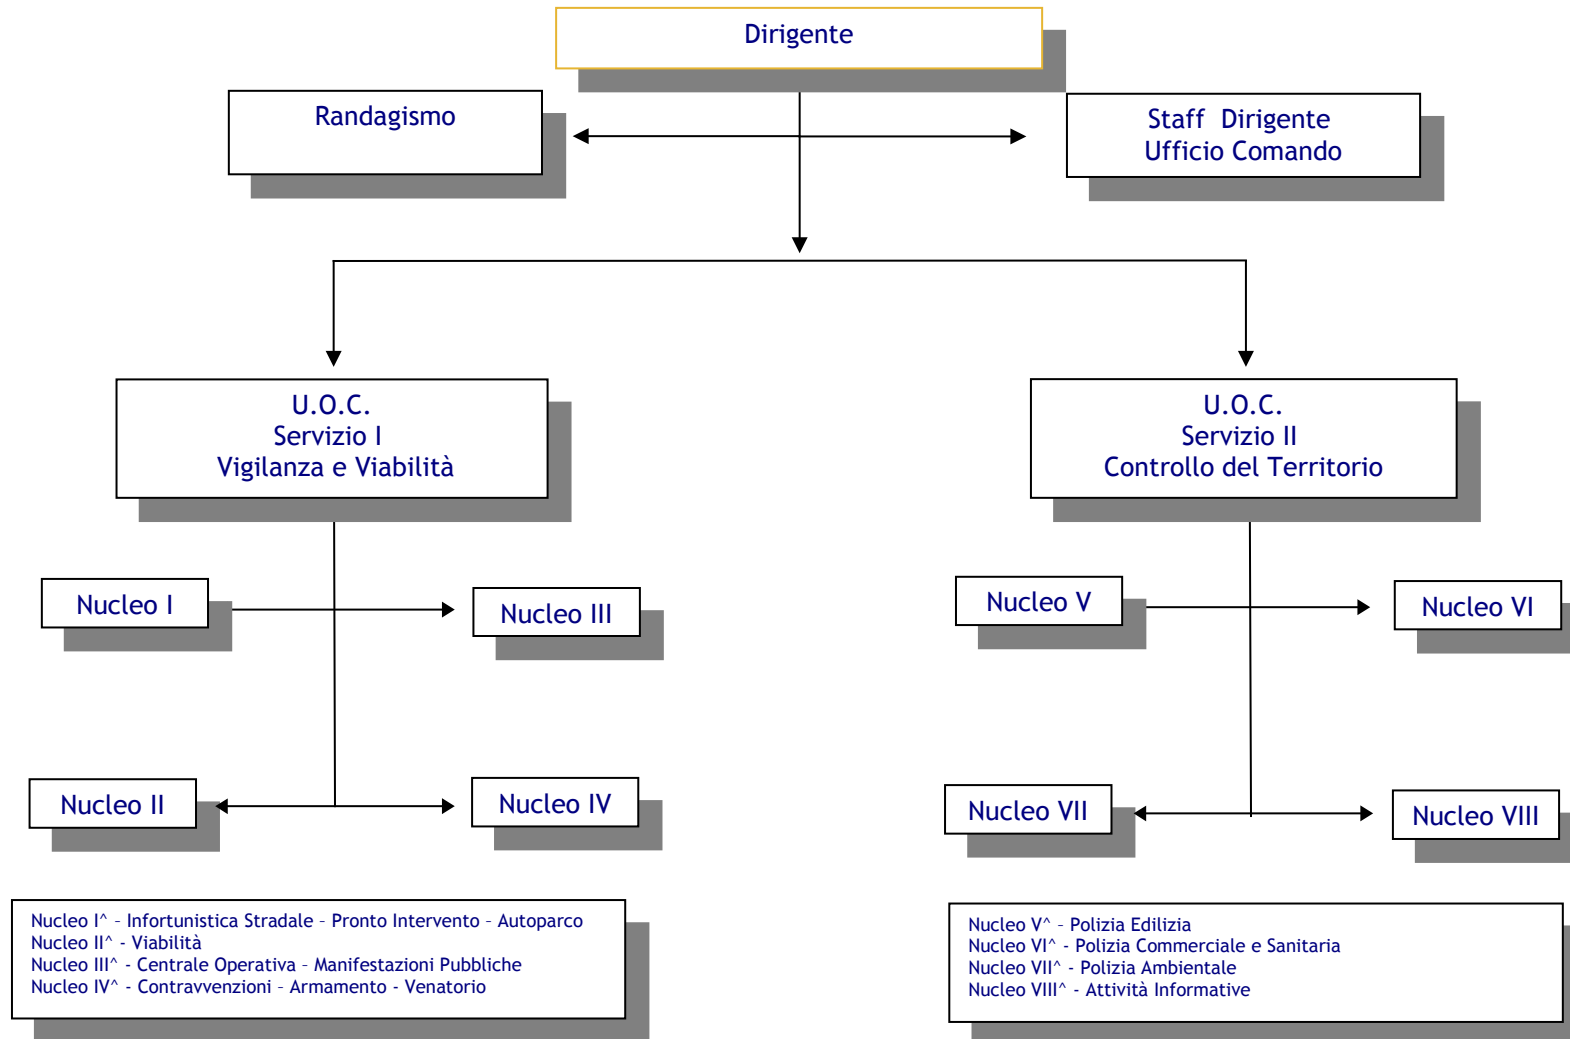 Dirigente
Randagismo
Staff Dirigente
Ufficio Comando
U.O.C.
Servizio I
Vigilanza e Viabilità
U.O.C.
Servizio II
Controllo del Territorio
Nucleo I
Nucleo III
Nucleo V
Nucleo VI
Nucleo II
Nucleo IV
Nucleo VII
Nucleo VIII
Nucleo I^ – Infortunistica Stradale – Pronto Intervento – Autoparco
Nucleo II^ - Viabilità
Nucleo III^ - Centrale Operativa – Manifestazioni Pubbliche
Nucleo IV^ - Contravvenzioni – Armamento - Venatorio
Nucleo V^ – Polizia Edilizia
Nucleo VI^ - Polizia Commerciale e Sanitaria
Nucleo VII^ - Polizia Ambientale
Nucleo VIII^ - Attività Informative